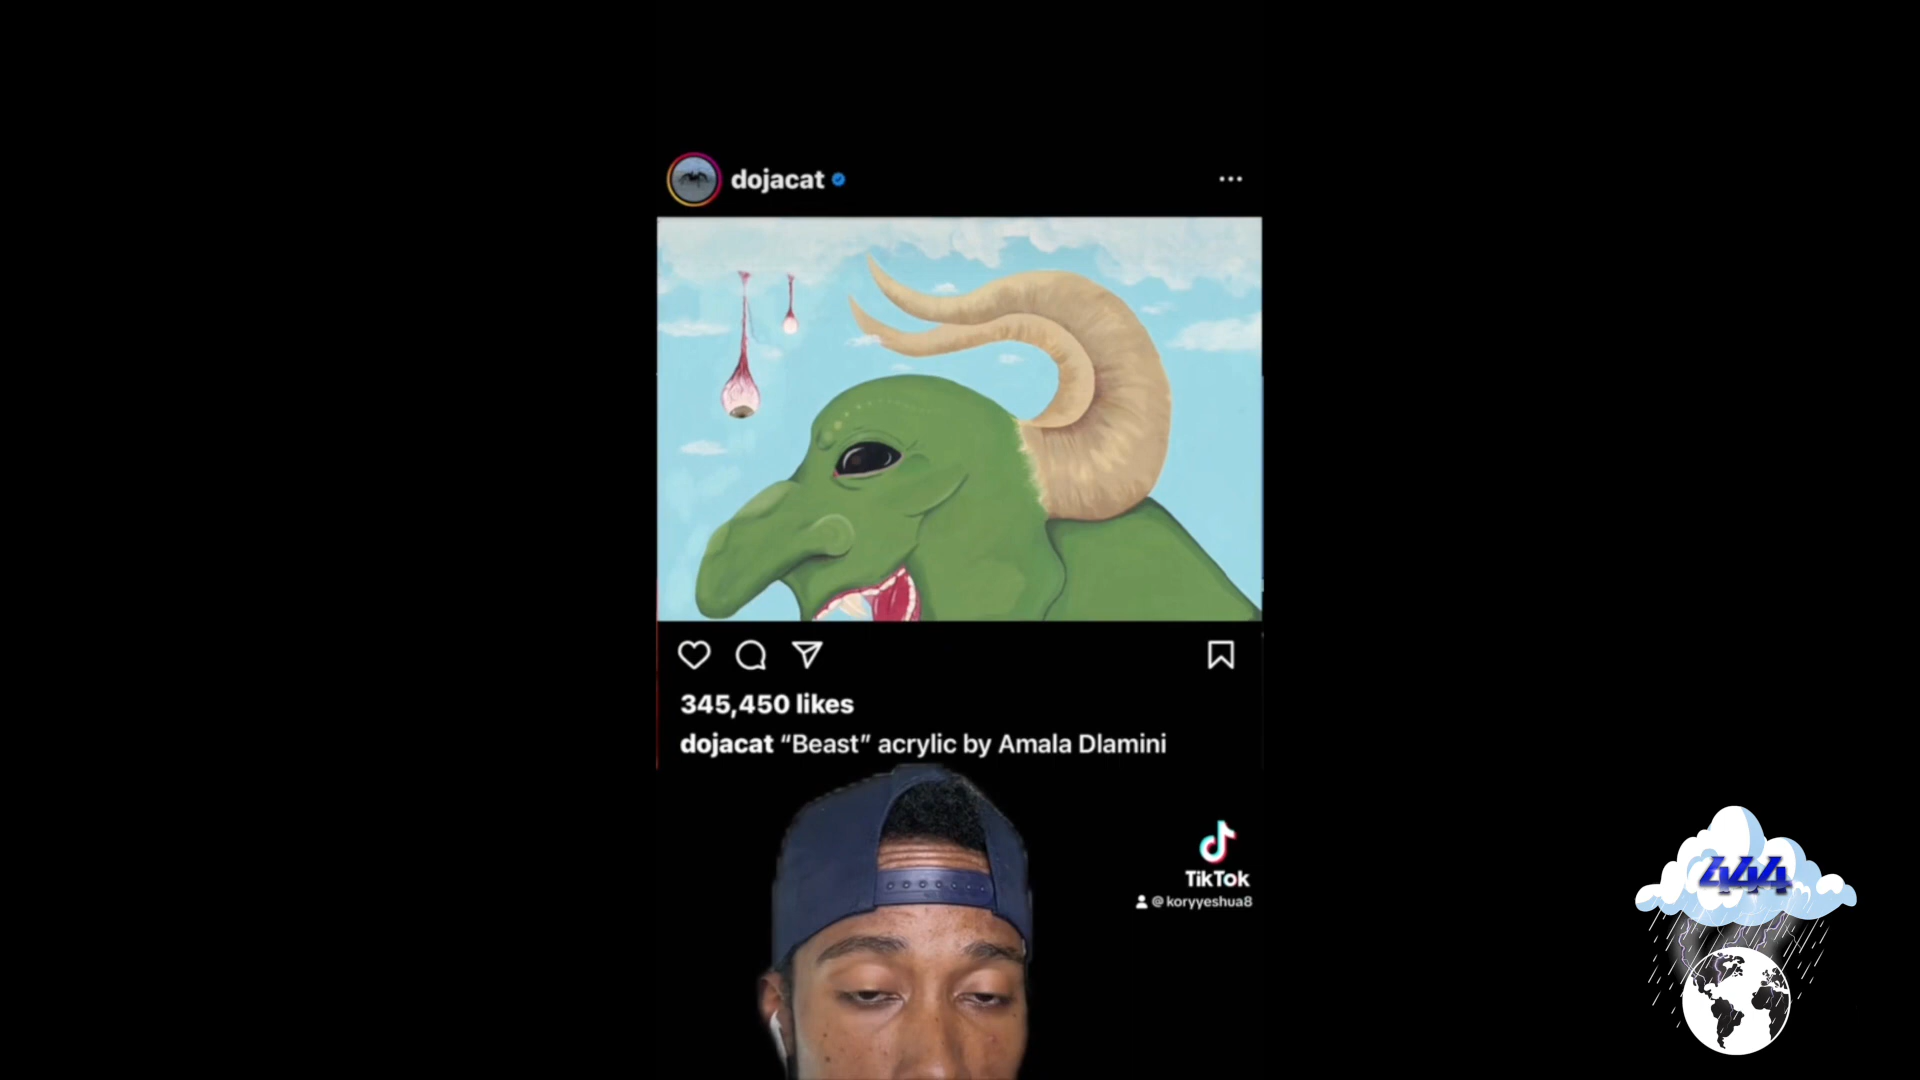 dojacat
345,450 likes
dojacat “Beast” acrylic by Amala Dlamini
TikTok
@koryyeshua8
444